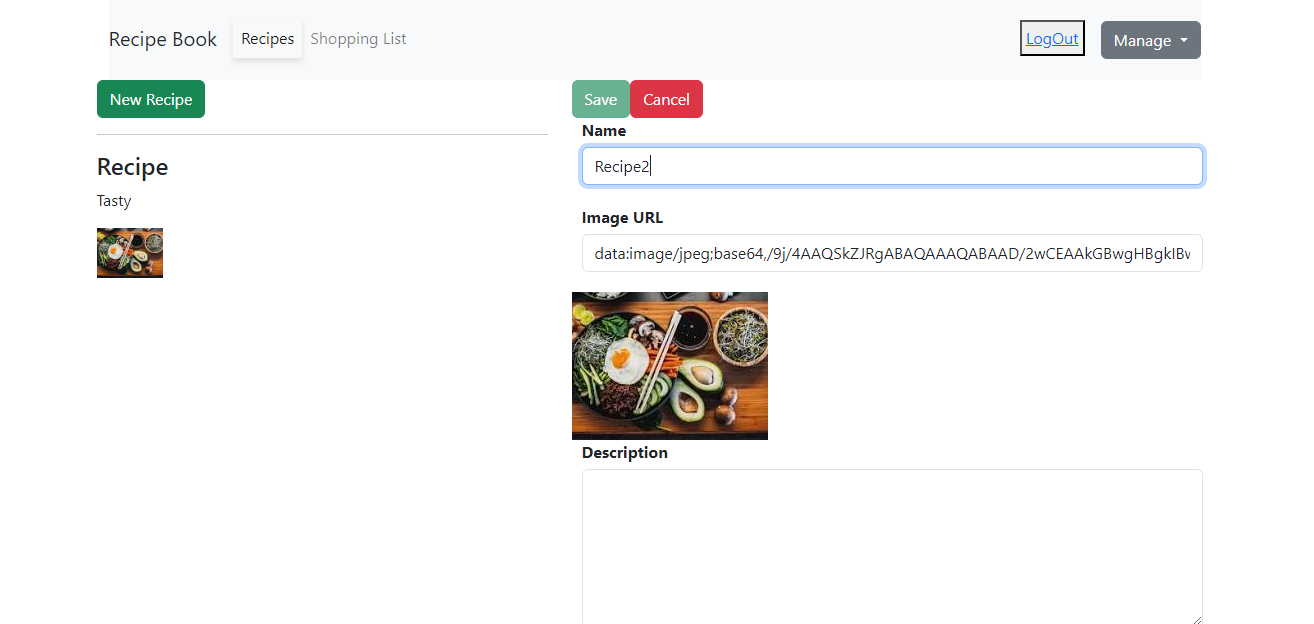 Recipe Book Recipes Shopping List LogOut Manage
New Recipe
Recipe
Tasty
Save Cancel
Name
Recipe2
Image URL
data:image/jpeg;base64,/9j/4AAQSkZJRgABAQAAAQABAAD/2wCEAAkGBwgHBgkIBw
Description